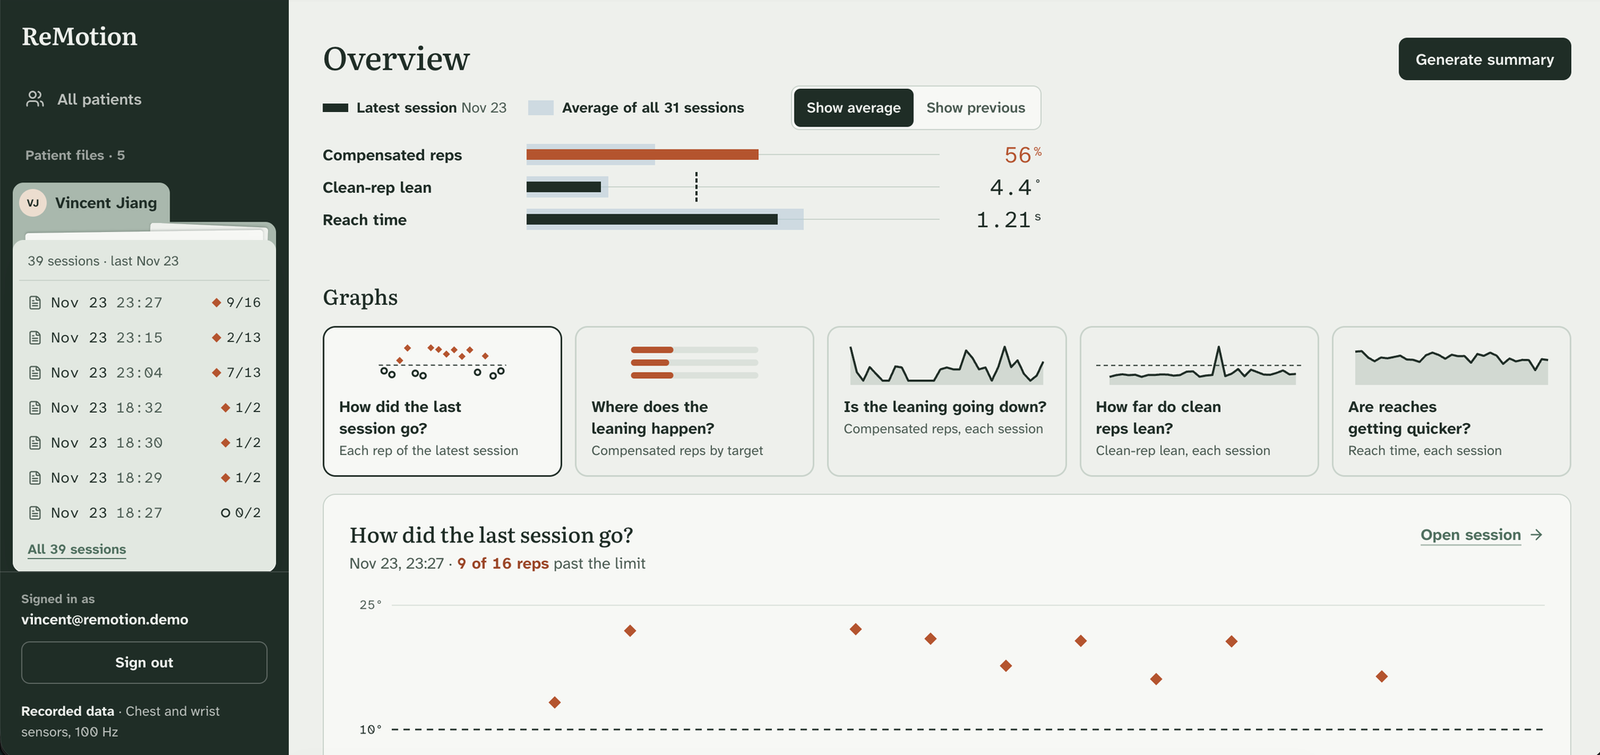 ReMotion
All patients
Patient files · 5
VJ Vincent Jiang
39 sessions · last Nov 23
Nov 23 23:27 9/16
Nov 23 23:15 2/13
Nov 23 23:04 7/13
Nov 23 18:32 1/2
Nov 23 18:30 1/2
Nov 23 18:29 1/2
Nov 23 18:27 0/2
All 39 sessions
Signed in as
vincent@remotion.demo
Sign out
Recorded data · Chest and wrist
sensors, 100 Hz
Overview
Generate summary
Latest session Nov 23
Average of all 31 sessions
Show average
Show previous
Compensated reps 56%
Clean-rep lean 4.4°
Reach time 1.21s
Graphs
How did the last
session go?
Each rep of the latest session
Where does the
leaning happen?
Compensated reps by target
Is the leaning going down?
Compensated reps, each session
How far do clean
reps lean?
Clean-rep lean, each session
Are reaches
getting quicker?
Reach time, each session
How did the last session go?
Open session →
Nov 23, 23:27 · 9 of 16 reps past the limit
25°
10°